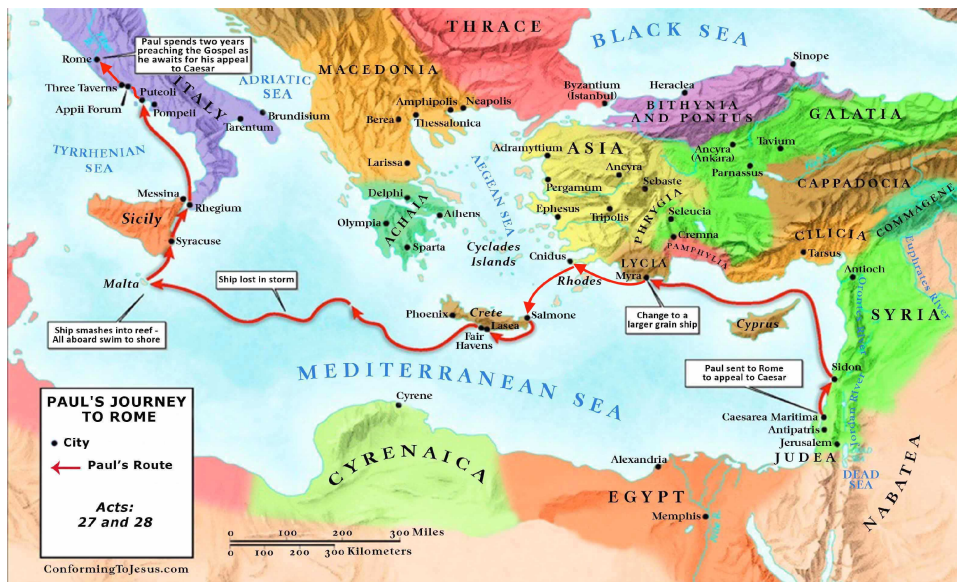 THRACE
BLACK SEA
Paul spends two years
preaching the Gospel as
he awaits for his appeal
to Caesar
Rome
ITALY
ADRIATIC
SEA
MACEDONIA
Sinope
Byzantium
(İstanbul)
Heraclea
BITHYNIA
AND PONTUS
GALATIA
Three Taverns
Puteoli
Appii Forum
Pompeii
Brundisium
Tarentum
Amphipolis
Neapolis
Berea
Thessalonica
Larissa
Adramyttium
ASIA
Ancyra
Ancyra
(Ankara)
Tavium
Parnassus
TYRRHENIAN
SEA
AEGEAN SEA
Pergamum
Sebaste
CAPPADOCIA
COMMAGENE
Messina
Rhegium
Sicily
Syracuse
Delphi
ACHAIA
Athens
Olympia
Sparta
Ephesus
Tripolis
PHRYGIA
Seleucia
Cremna
PAMPHYLIA
CILICIA
Tarsus
Cyclades
Islands
Cnidus
Rhodes
LYCIA
Myra
Antioch
Euphrates River
Orontes River
SYRIA
Malta
Ship lost in storm
Ship smashes into reef -
All aboard swim to shore
Phoenix
Crete
Lasea
Salmone
Fair
Havens
Change to a
larger grain ship
Cyprus
MEDITERRANEAN SEA
Paul sent to Rome
to appeal to Caesar
Sidon
Caesarea Maritima
Antipatris
Jerusalem
Jordan River
JUDEA
DEAD
SEA
NABATEA
Cyrene
CYRENAICA
Alexandria
EGYPT
Memphis
PAUL'S JOURNEY
TO ROME
City
Paul's Route
Acts:
27 and 28
0 100 200 300 Miles
0 100 200 300 Kilometers
ConformingToJesus.com